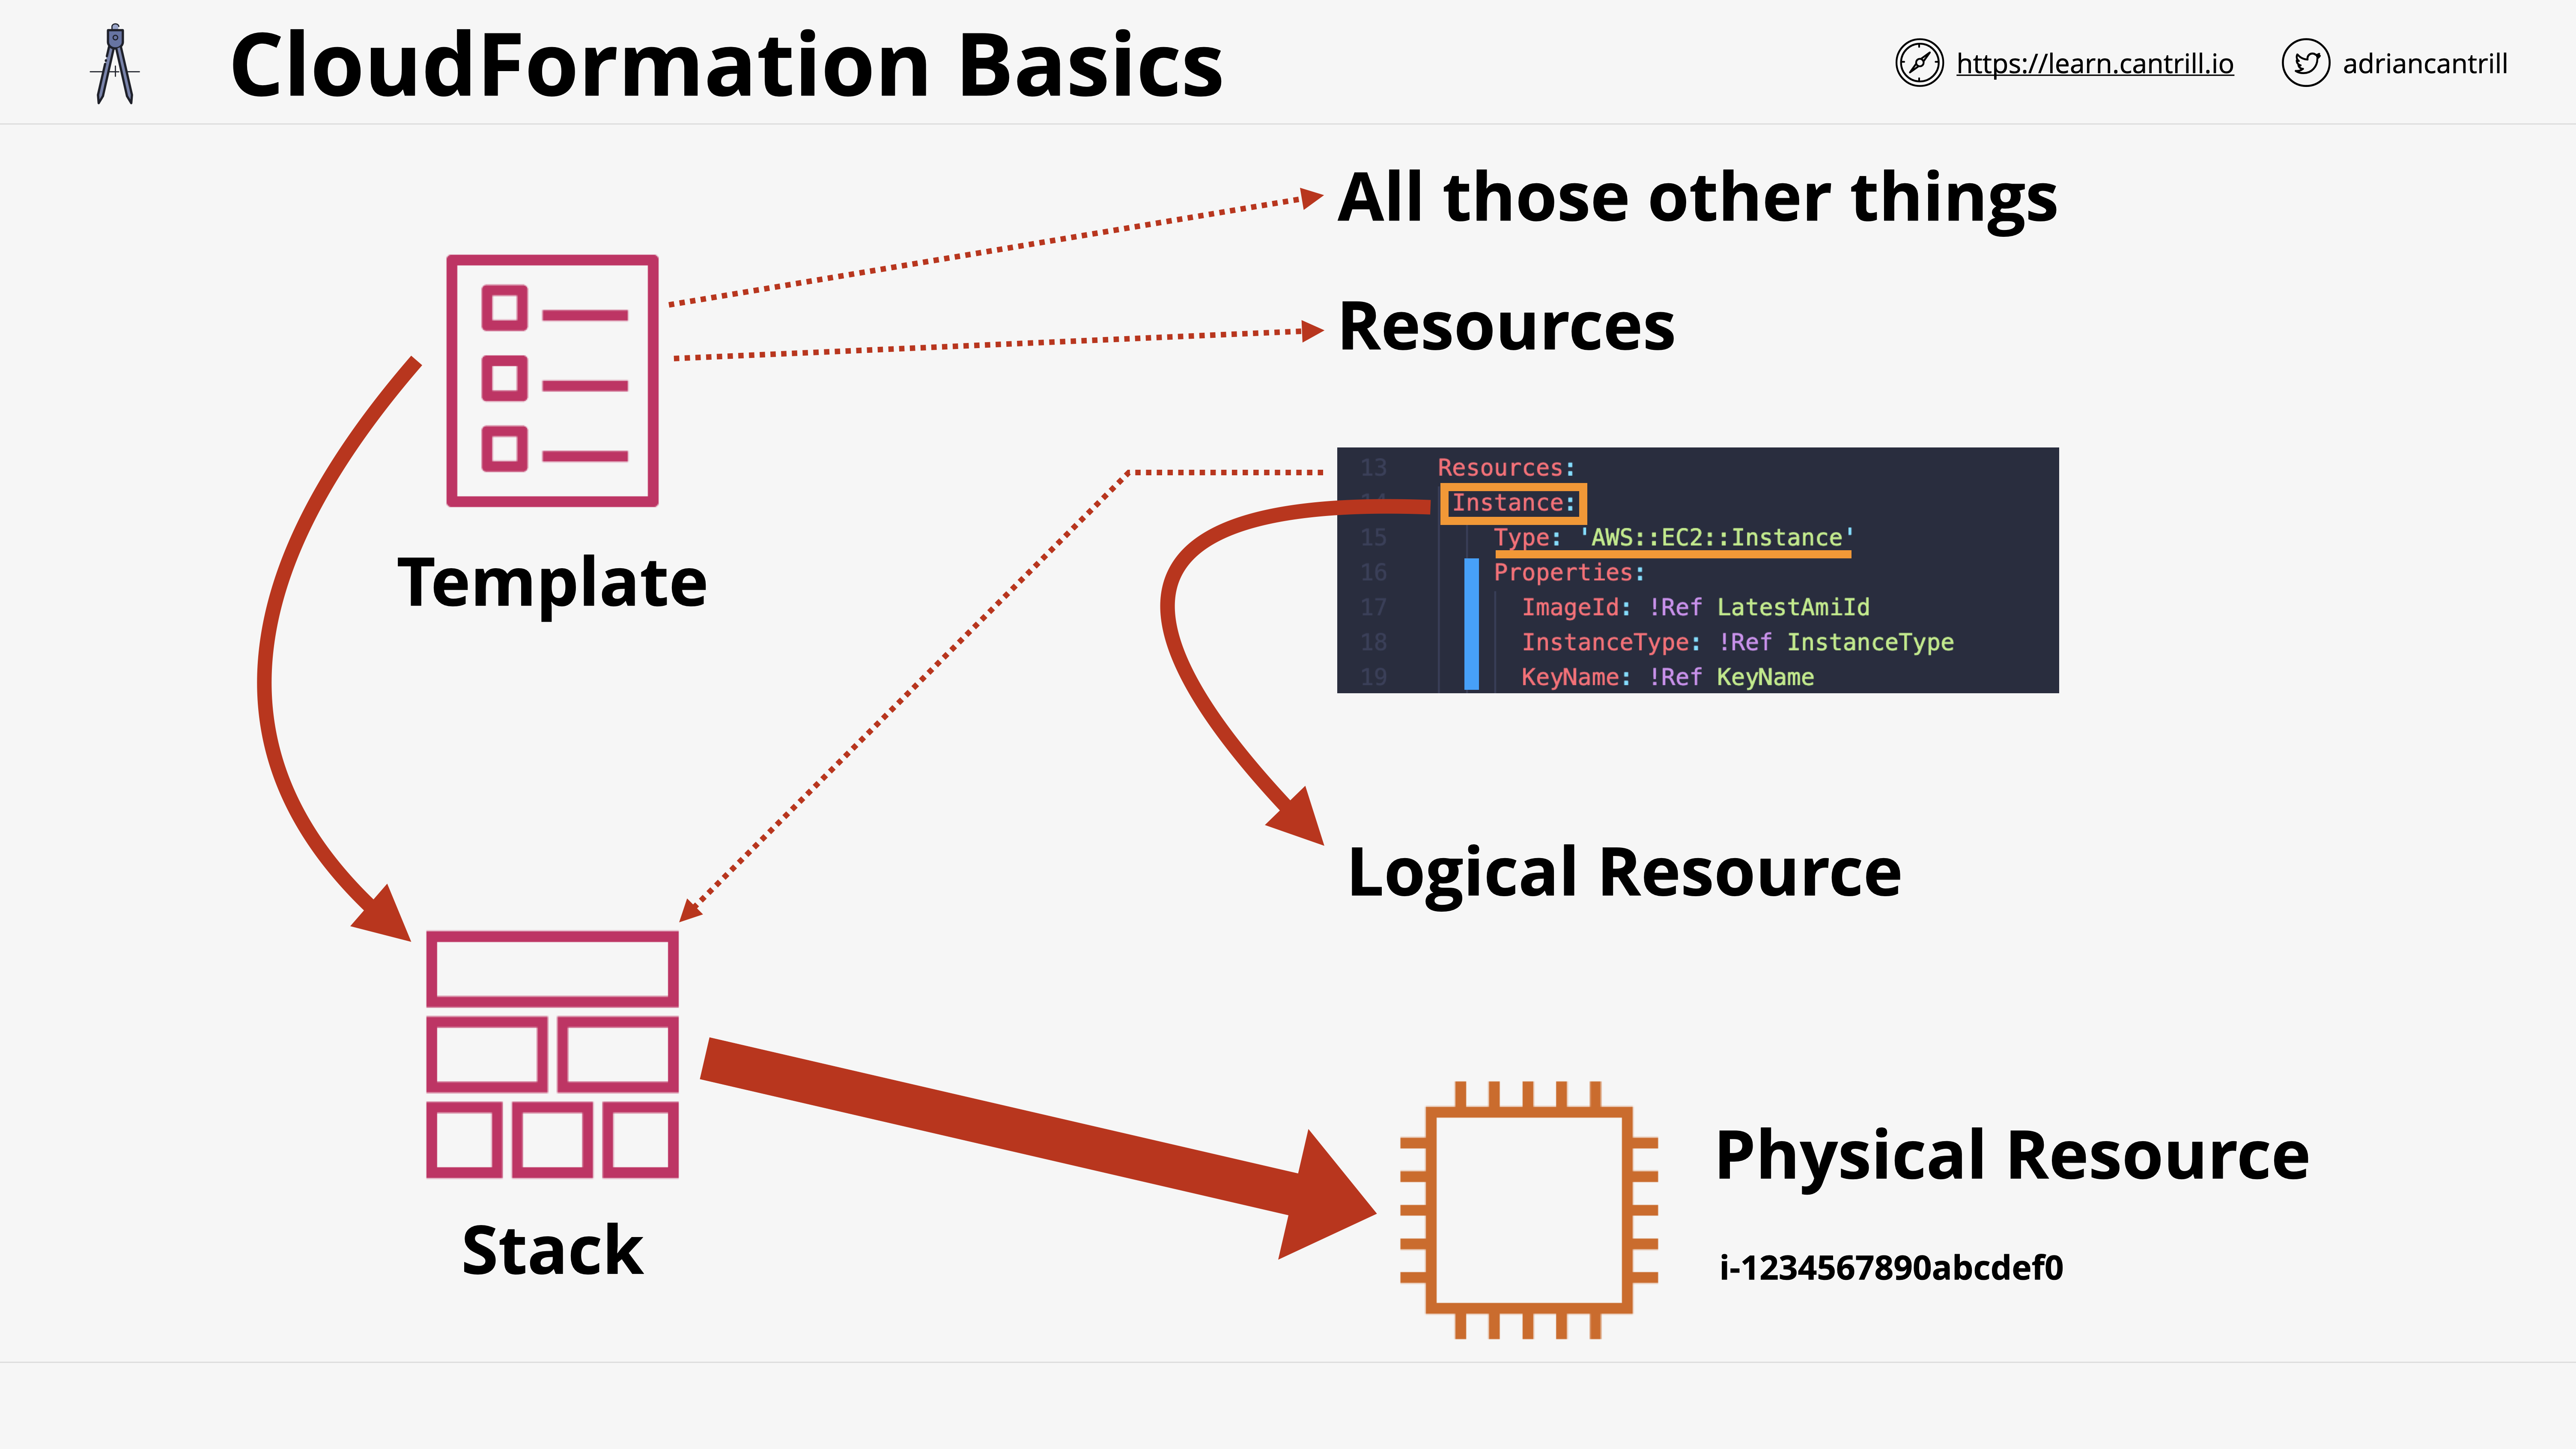 CloudFormation Basics
https://learn.cantrill.io
adriancantrill
All those other things
Resources
Template
13 Resources:
14 Instance:
15 Type: 'AWS::EC2::Instance'
16 Properties:
17 ImageId: !Ref LatestAmiId
18 InstanceType: !Ref InstanceType
19 KeyName: !Ref KeyName
Logical Resource
Stack
Physical Resource
i-1234567890abcdef0